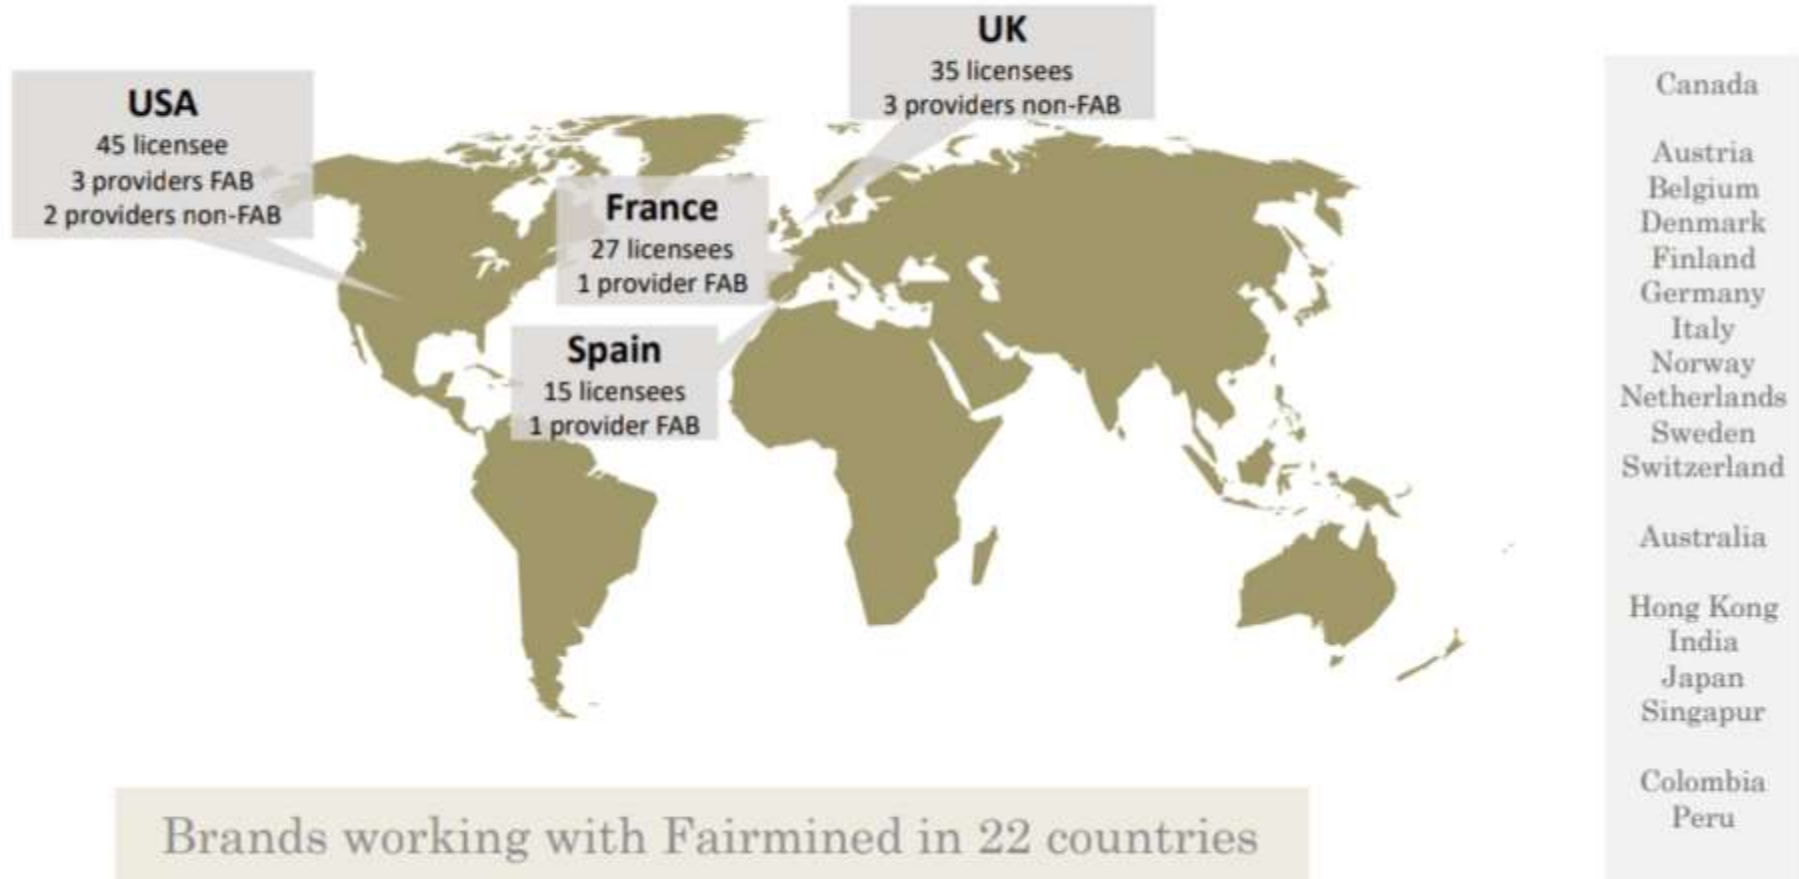 UK
35 licensees
3 providers non-FAB
USA
45 licensee
3 providers FAB
2 providers non-FAB
France
27 licensees
1 provider FAB
Spain
15 licensees
1 provider FAB
Canada
Austria
Belgium
Denmark
Finland
Germany
Italy
Norway
Netherlands
Sweden
Switzerland
Australia
Hong Kong
India
Japan
Singapur
Colombia
Peru
Brands working with Fairmined in 22 countries